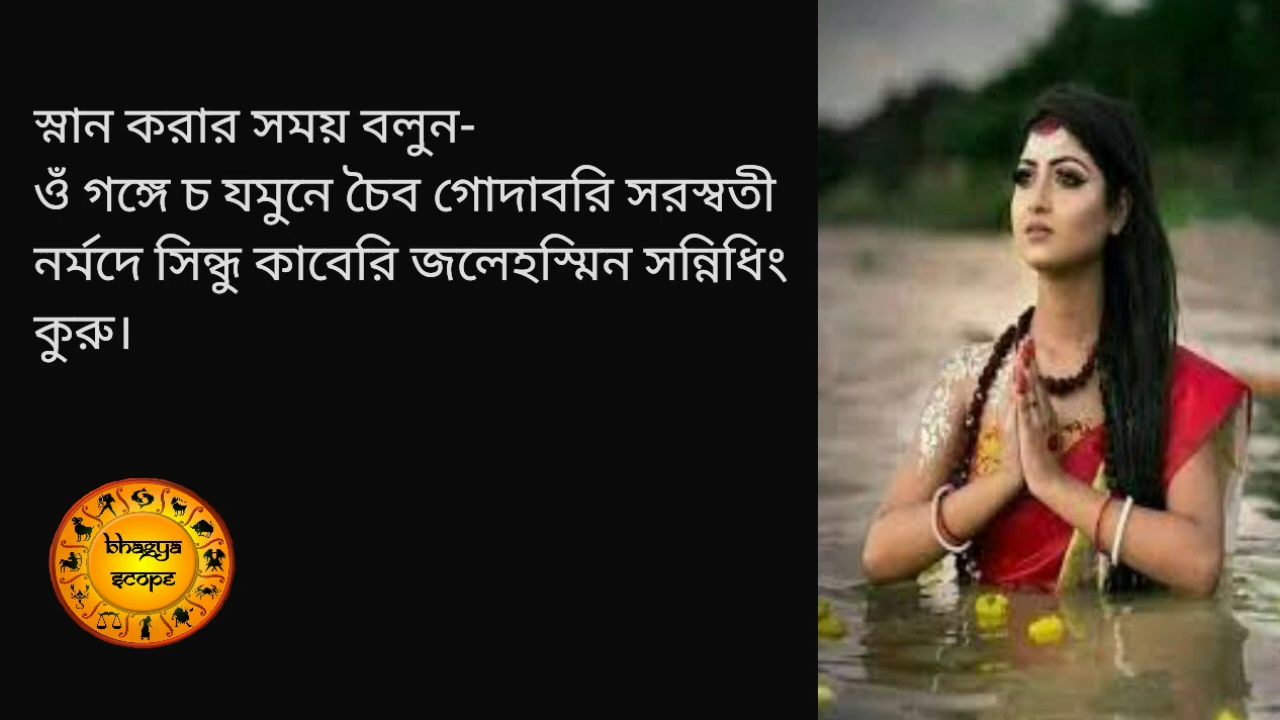 স্নান করার সময় বলুন-
ওঁ গঙ্গে চ যমুনে চৈব গোদাবরি সরস্বতী
নর্মদে সিন্ধু কাবেরি জলেহস্মিন সন্নিধিং
কুরু।
BHAGYA
SCOPE